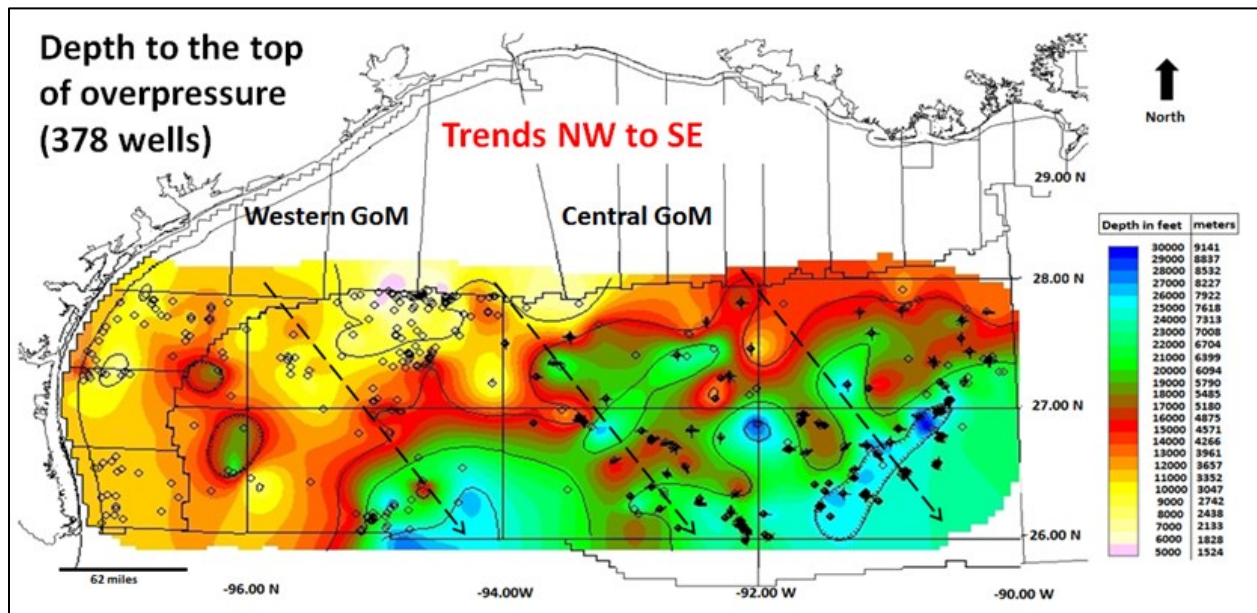 Depth to the top
of overpressure
(378 wells)
Trends NW to SE
North
Western GoM
Central GoM
29.00 N
28.00 N
27.00 N
26.00 N
Depth in feet meters
30000 9141
29000 8837
28000 8532
27000 8227
26000 7922
25000 7618
24000 7313
23000 7008
22000 6704
21000 6399
20000 6094
19000 5790
18000 5485
17000 5180
16000 4875
15000 4571
14000 4266
13000 3961
12000 3657
11000 3352
10000 3047
9000 2742
8000 2438
7000 2133
6000 1828
5000 1524
62 miles
-96.00 N
-94.00W
-92.00 W
-90.00 W